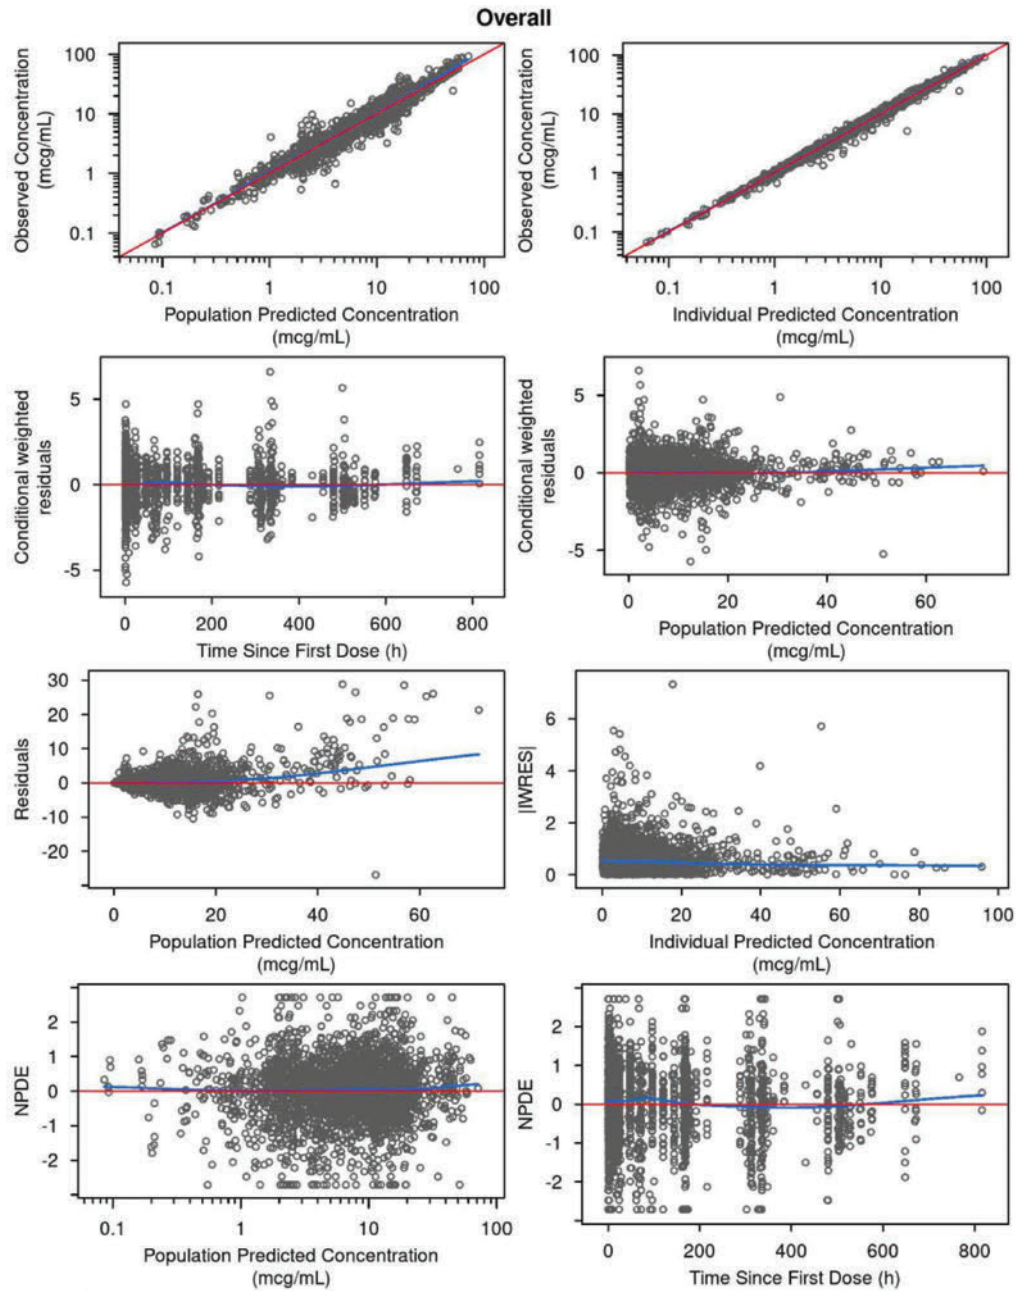 Overall
100
10
1
0.1
Observed Concentration
(mcg/mL)
0.1
1
10
100
Population Predicted Concentration
(mcg/mL)
100
10
1
0.1
Observed Concentration
(mcg/mL)
0.1
1
10
100
Individual Predicted Concentration
(mcg/mL)
5
0
-5
Conditional weighted
residuals
0
200
400
600
800
Time Since First Dose (h)
5
0
-5
Conditional weighted
residuals
0
20
40
60
Population Predicted Concentration
(mcg/mL)
30
20
10
0
-10
-20
Residuals
0
20
40
60
Population Predicted Concentration
(mcg/mL)
6
4
2
0
|IWRES|
0
20
40
60
80
100
Individual Predicted Concentration
(mcg/mL)
2
1
0
-1
-2
NPDE
0.1
1
10
100
Population Predicted Concentration
(mcg/mL)
2
1
0
-1
-2
NPDE
0
200
400
600
800
Time Since First Dose (h)